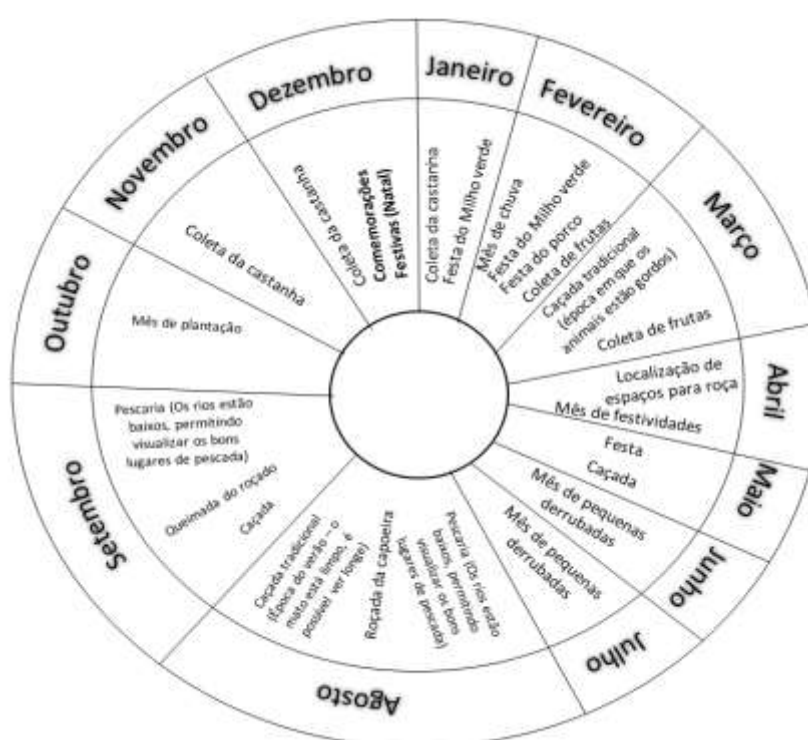 Janeiro
Coleta da castanha
Festa do Milho verde
Fevereiro
Mês de chuva
Festa do Milho verde
Festa do porco
Coleta de frutas
Março
Caçada tradicional
(época em que os
animais estão gordos)
Coleta de frutas
Abril
Localização de
espaços para roça
Mês de festividades
Maio
Festa
Caçada
Junho
Mês de pequenas
derrubadas
Julho
Mês de pequenas
derrubadas
Agosto
Pescaria (Os rios estão
baixos, permitindo
visualizar os bons
lugares de pescada)
Roçada da capoeira
Caçada tradicional
(Época do verão – o
mato está limpo, é
possível ver longe)
Setembro
Caçada
Queimada do roçado
Pescaria (Os rios estão
baixos, permitindo
visualizar os bons
lugares de pescada)
Outubro
Mês de plantação
Novembro
Coleta da castanha
Dezembro
Coleta da castanha
Comemorações
Festivas (Natal)